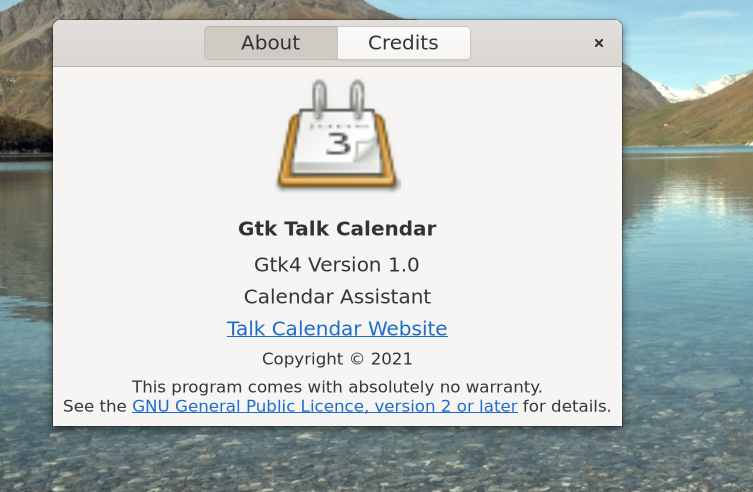 About Credits ×
3
Gtk Talk Calendar
Gtk4 Version 1.0
Calendar Assistant
Talk Calendar Website
Copyright © 2021
This program comes with absolutely no warranty.
See the GNU General Public Licence, version 2 or later for details.